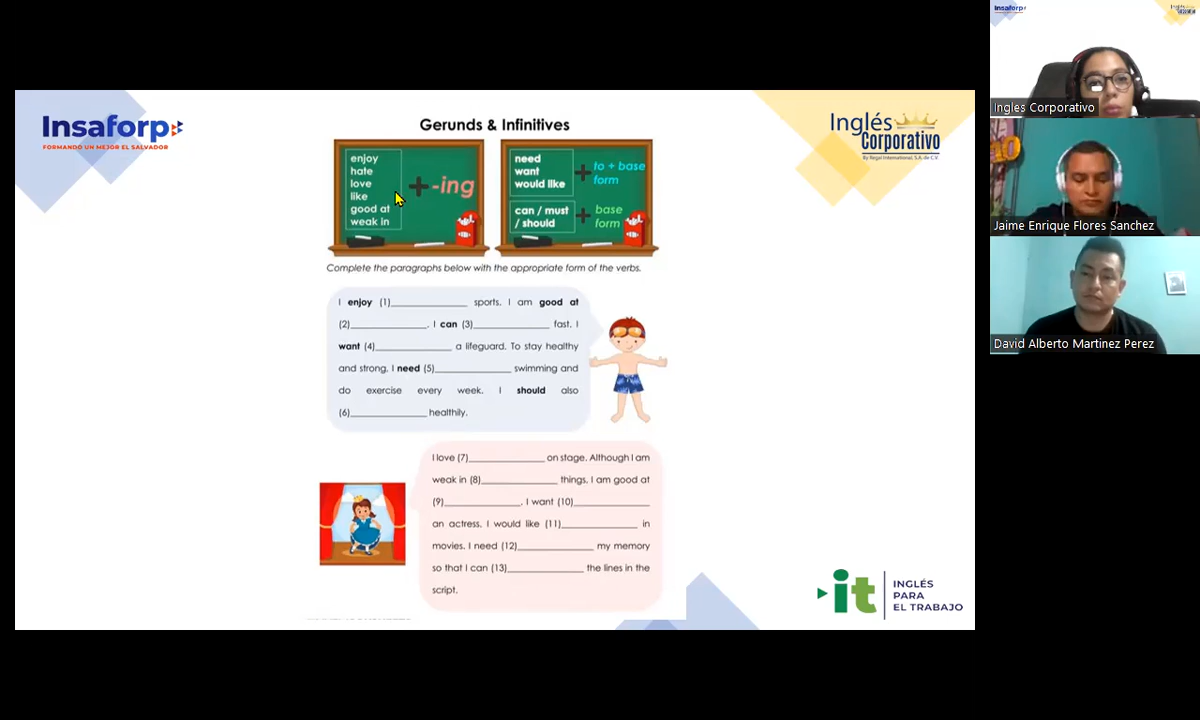 Insaforp
FORMANDO UN MEJOR EL SALVADOR
Inglés
Corporativo
By Regal International, S.A. de C.V.
Gerunds & Infinitives
enjoy
hate
love
like
good at
weak in
+ -ing
need
want
would like
+ to + base
form
can / must
/ should
+ base
form
Complete the paragraphs below with the appropriate form of the verbs.
I enjoy (1)______________ sports. I am good at
(2)______________. I can (3)______________ fast. I
want (4)______________ a lifeguard. To stay healthy
and strong, I need (5)______________ swimming and
do exercise every week. I should also
(6)______________ healthily.
I love (7)______________ on stage. Although I am
weak in (8)______________ things, I am good at
(9)______________. I want (10)______________
an actress. I would like (11)______________ in
movies. I need (12)______________ my memory
so that I can (13)______________ the lines in the
script.
it
INGLÉS
PARA
EL TRABAJO
Insaforp
Ingles Corporativo
Jaime Enrique Flores Sanchez
David Alberto Martinez Perez